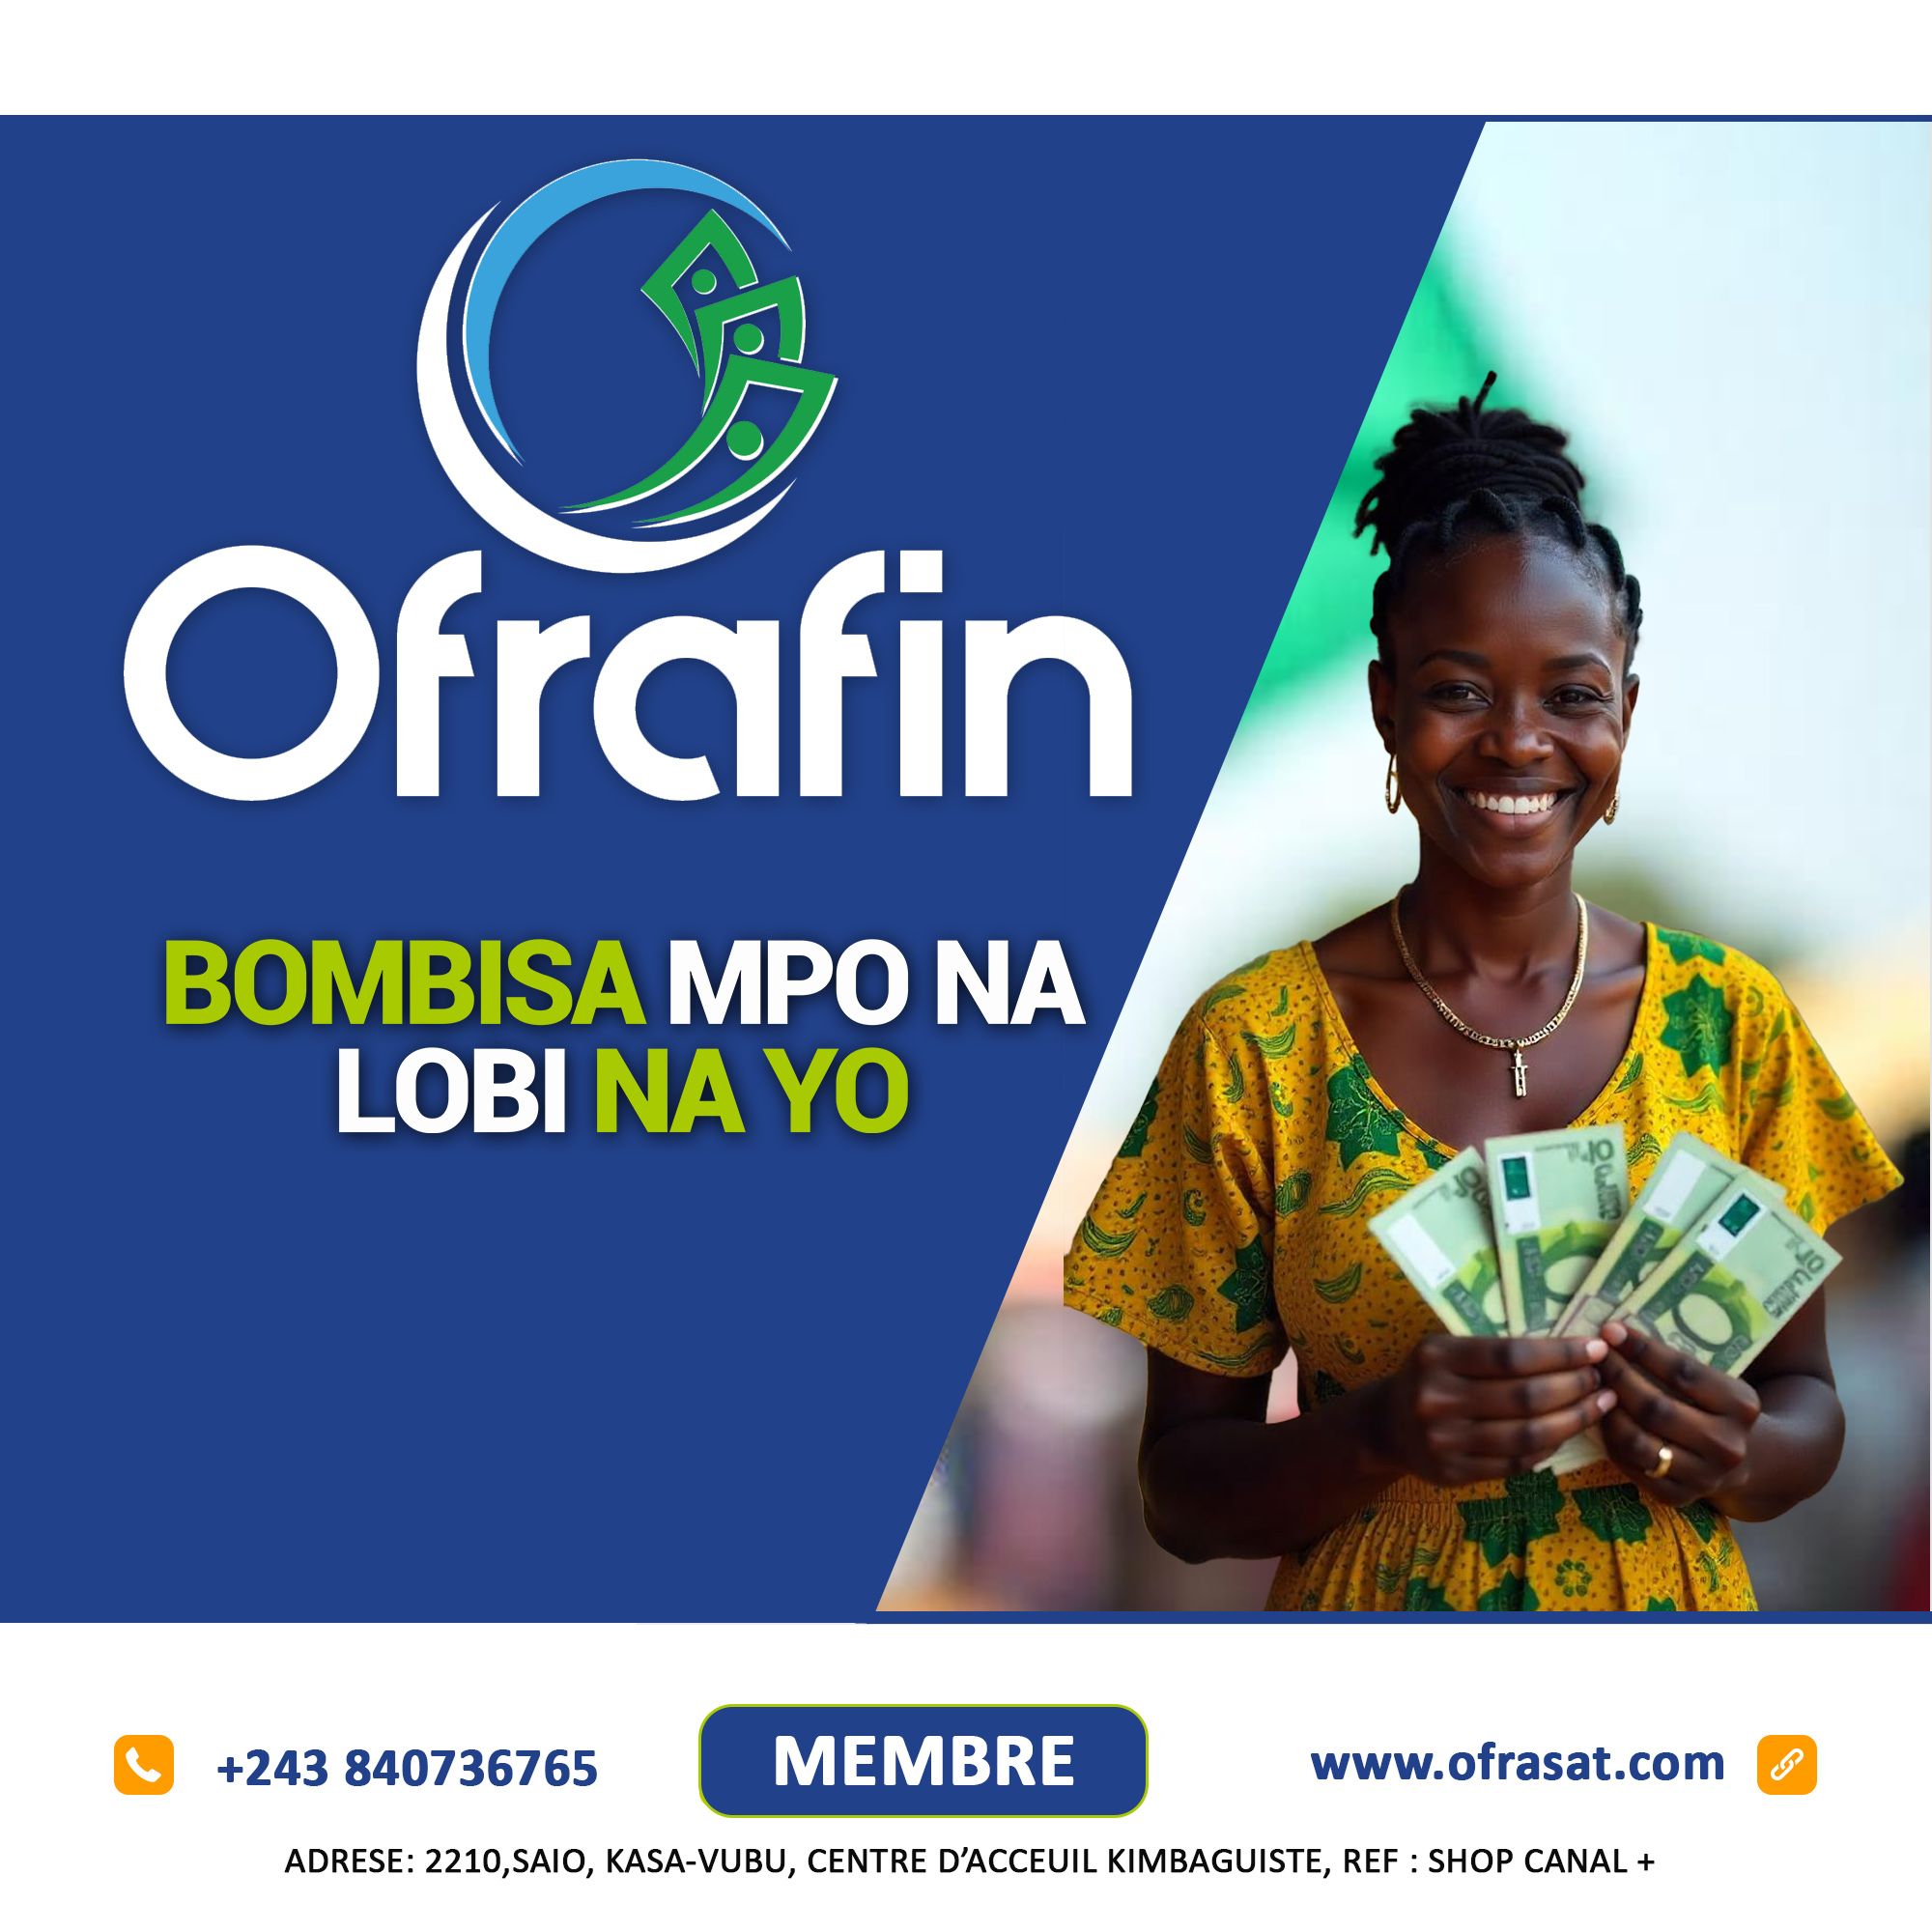 Ofrafin
BOMBISA MPO NA
LOBI NA YO
+243 840736765
MEMBRE
www.ofrasat.com
ADRESE: 2210,SAIO, KASA-VUBU, CENTRE D'ACCEUIL KIMBAGUISTE, REF : SHOP CANAL +